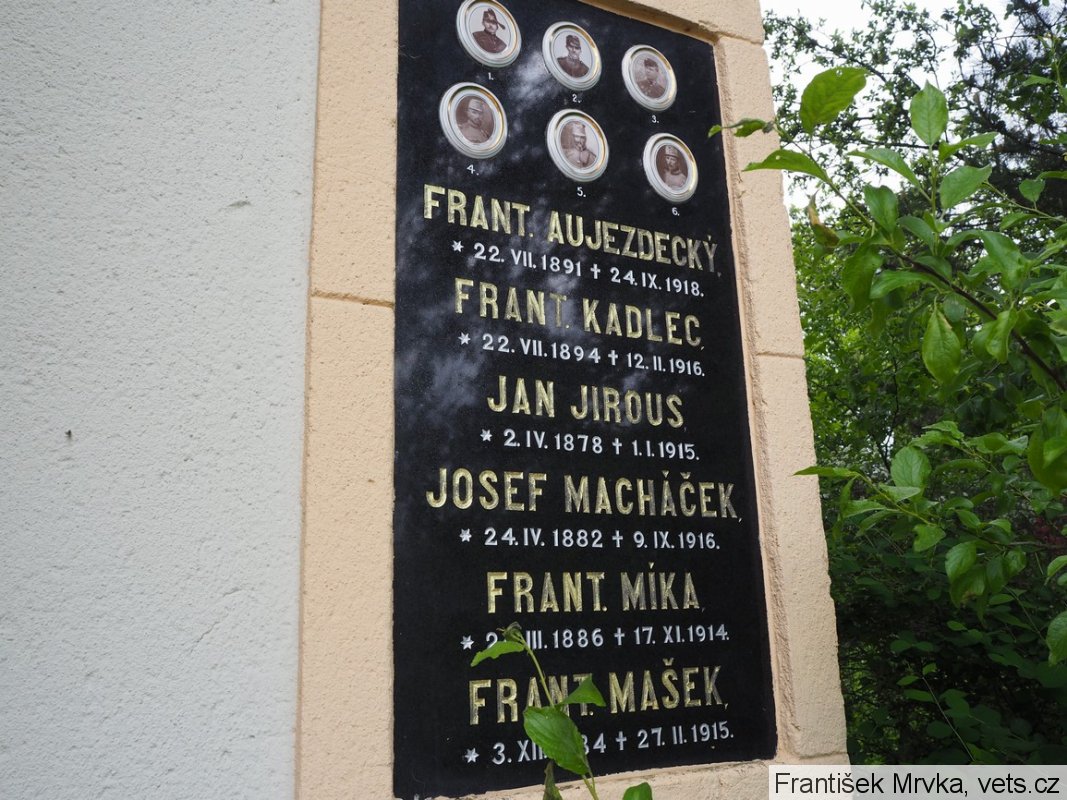 1.
2.
3.
4.
5.
6.
FRANT. AUJEZDECKÝ,
* 22. VII. 1891 † 24. IX. 1918.
FRANT. KADLEC,
* 22. VII. 1894 † 12. II. 1916.
JAN JIROUS,
* 2. IV. 1878 † 1. I. 1915.
JOSEF MACHÁČEK,
* 24. IV. 1882 † 9. IX. 1916.
FRANT. MÍKA,
* 1886 † 17. XI. 1914.
FRANT. MAŠEK,
* 3. † 27. II. 1915.
František Mrvka, vets.cz